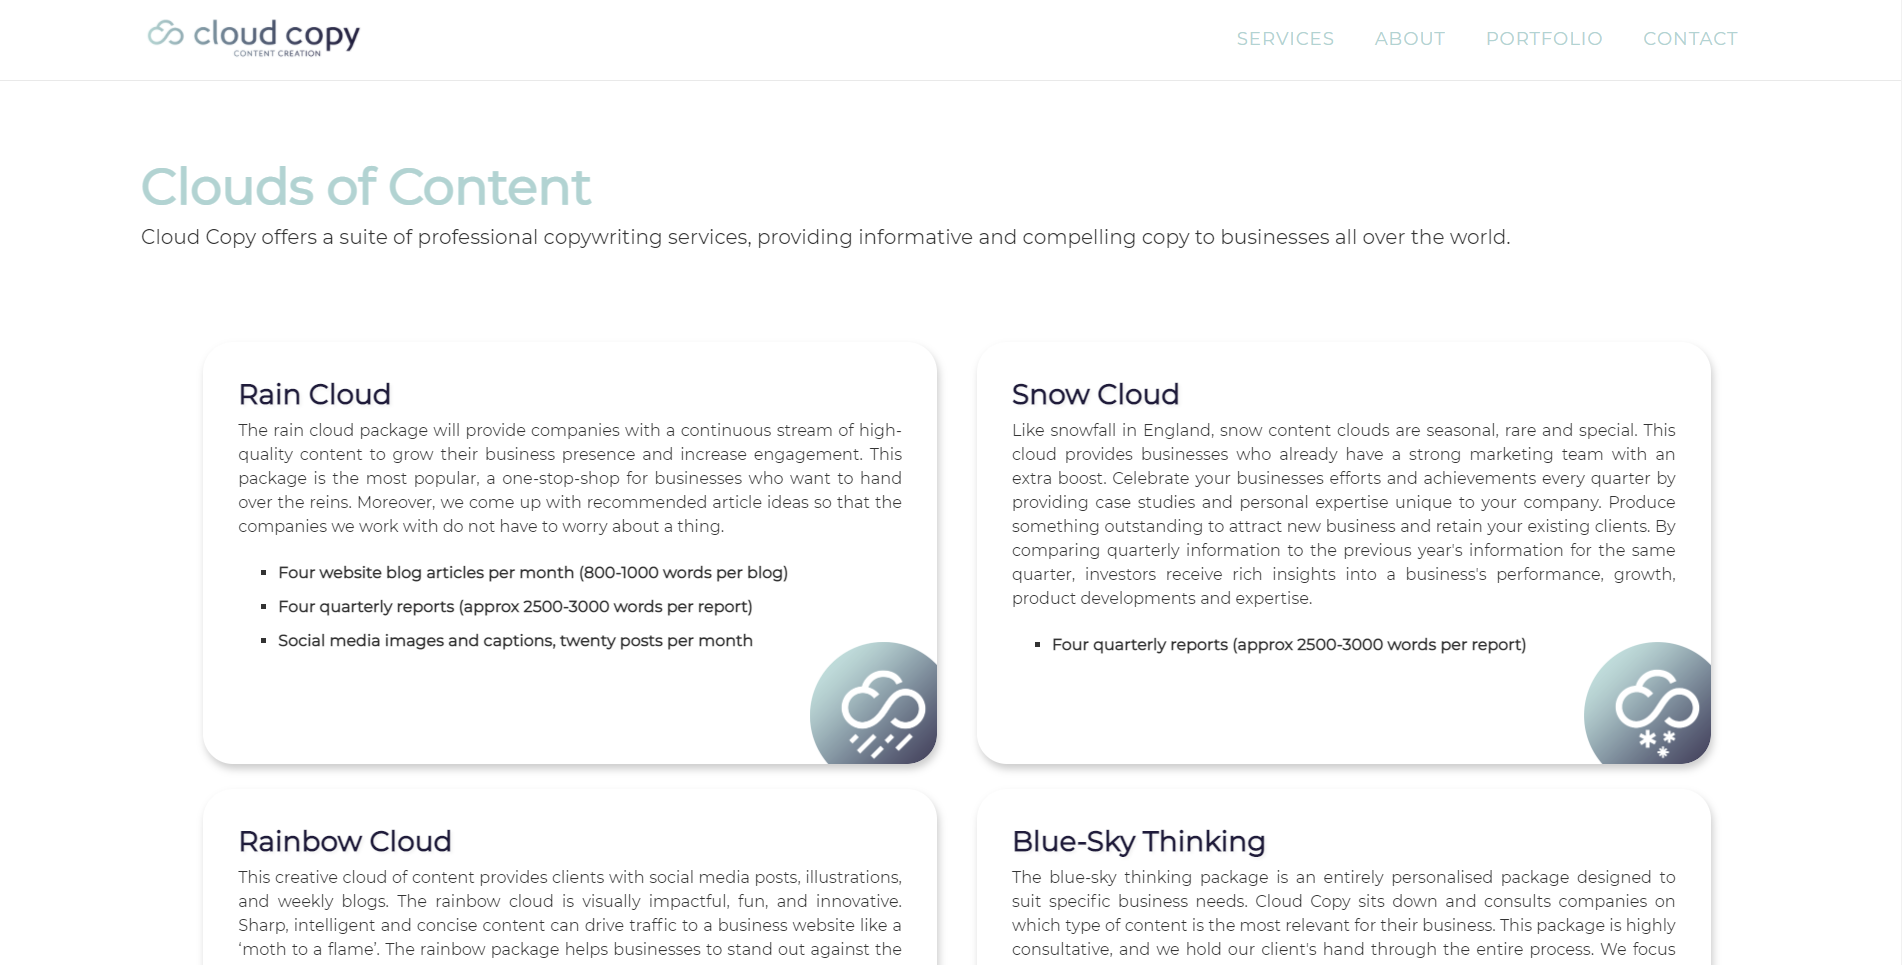 cloud copy
CONTENT CREATION
SERVICES ABOUT PORTFOLIO CONTACT
Clouds of Content
Cloud Copy offers a suite of professional copywriting services, providing informative and compelling copy to businesses all over the world.
Rain Cloud
The rain cloud package will provide companies with a continuous stream of high-
quality content to grow their business presence and increase engagement. This
package is the most popular, a one-stop-shop for businesses who want to hand
over the reins. Moreover, we come up with recommended article ideas so that the
companies we work with do not have to worry about a thing.
▪ Four website blog articles per month (800-1000 words per blog)
▪ Four quarterly reports (approx 2500-3000 words per report)
▪ Social media images and captions, twenty posts per month
Snow Cloud
Like snowfall in England, snow content clouds are seasonal, rare and special. This
cloud provides businesses who already have a strong marketing team with an
extra boost. Celebrate your businesses efforts and achievements every quarter by
providing case studies and personal expertise unique to your company. Produce
something outstanding to attract new business and retain your existing clients. By
comparing quarterly information to the previous year's information for the same
quarter, investors receive rich insights into a business's performance, growth,
product developments and expertise.
▪ Four quarterly reports (approx 2500-3000 words per report)
Rainbow Cloud
This creative cloud of content provides clients with social media posts, illustrations,
and weekly blogs. The rainbow cloud is visually impactful, fun, and innovative.
Sharp, intelligent and concise content can drive traffic to a business website like a
‘moth to a flame’. The rainbow package helps businesses to stand out against the
Blue-Sky Thinking
The blue-sky thinking package is an entirely personalised package designed to
suit specific business needs. Cloud Copy sits down and consults companies on
which type of content is the most relevant for their business. This package is highly
consultative, and we hold our client's hand through the entire process. We focus